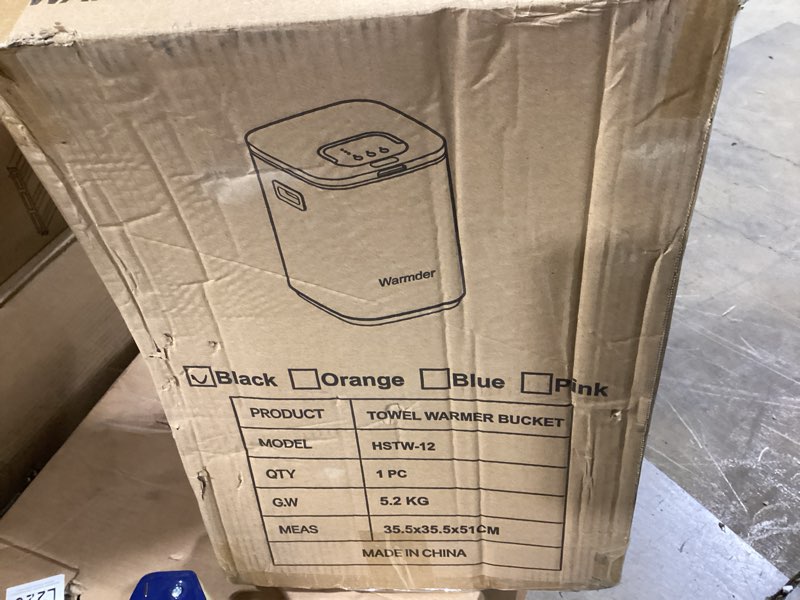 Warmder
Black Orange Blue Pink
PRODUCT TOWEL WARMER BUCKET
MODEL HSTW-12
QTY 1 PC
G.W 5.2 KG
MEAS 35.5x35.5x51CM
MADE IN CHINA